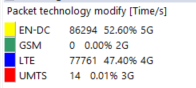 Packet technology modify [Time/s]
EN-DC 86294 52.60% 5G
GSM 0 0.00% 2G
LTE 77761 47.40% 4G
UMTS 14 0.01% 3G